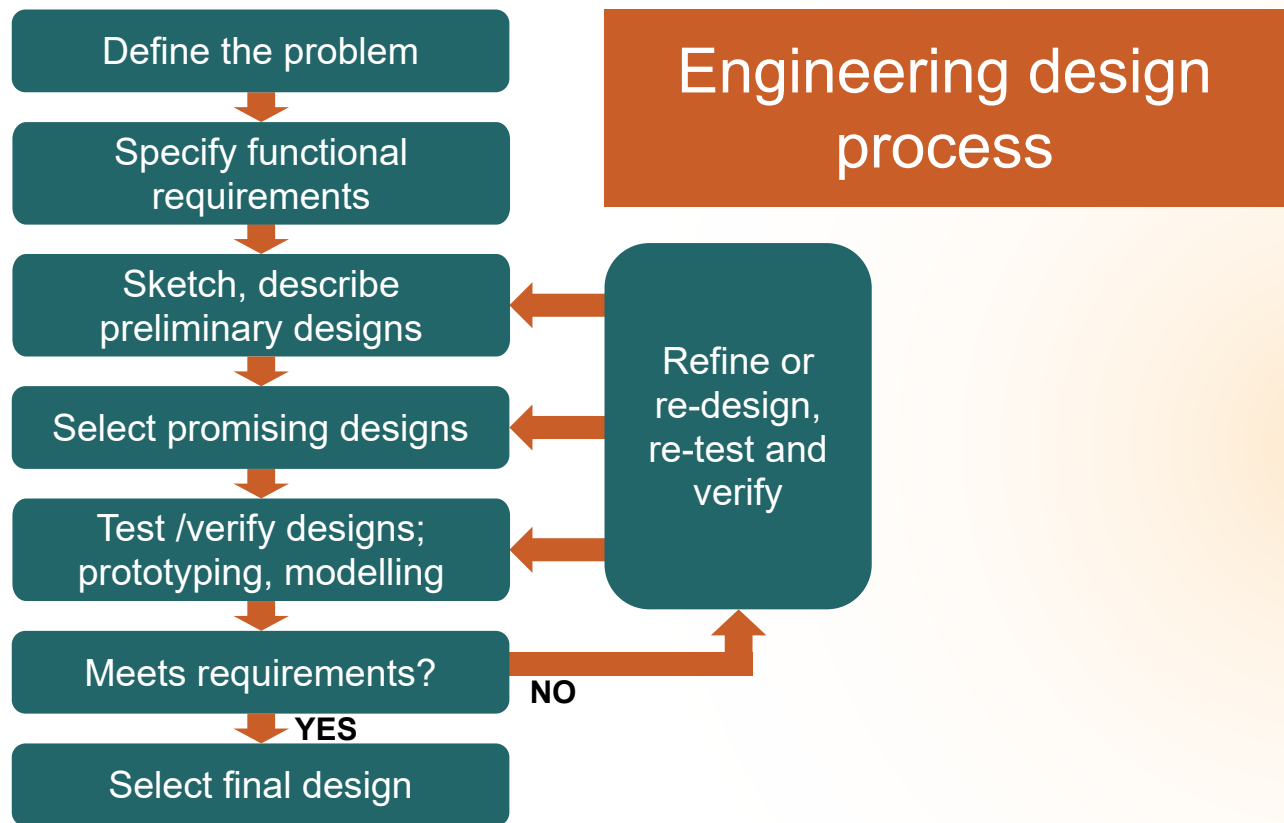 Engineering design
process
Define the problem
Specify functional
requirements
Sketch, describe
preliminary designs
Select promising designs
Test /verify designs;
prototyping, modelling
Meets requirements?
NO
YES
Select final design
Refine or
re-design,
re-test and
verify